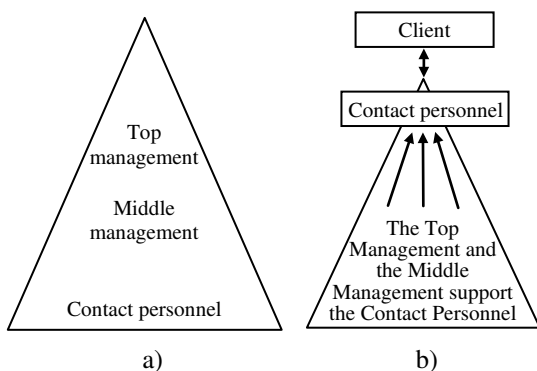 Top
management
Middle
management
Contact personnel
a)
Client
Contact personnel
The Top
Management and
the Middle
Management support
the Contact Personnel
b)